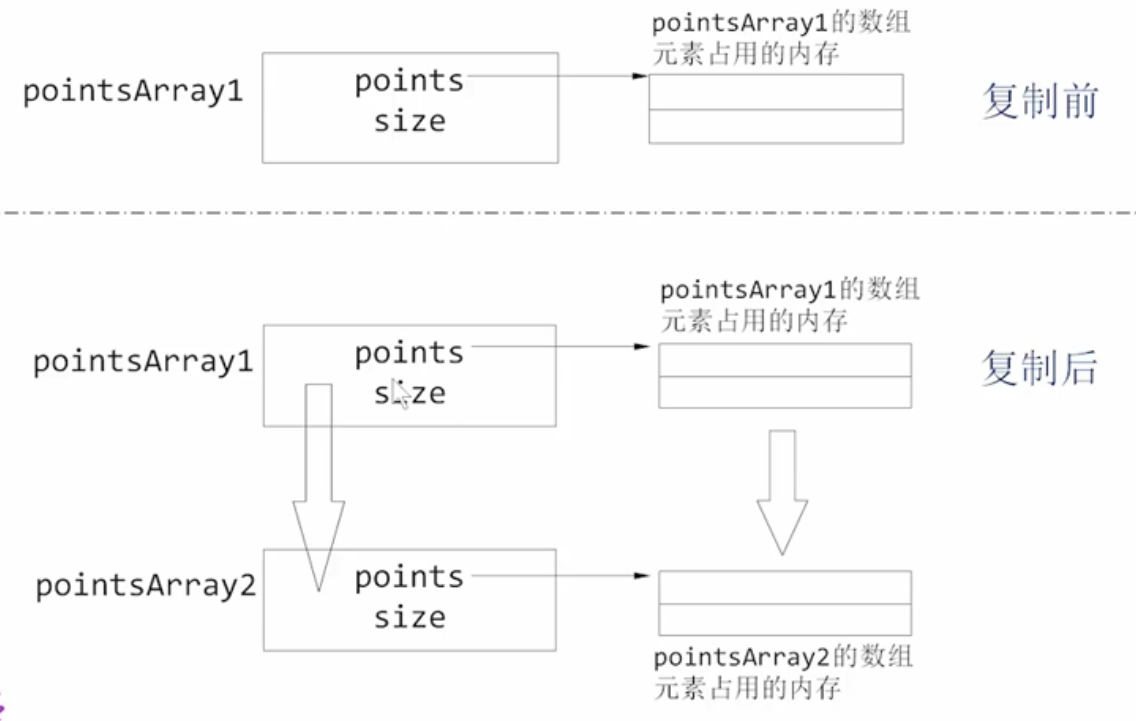 pointsArray1的数组
元素占用的内存
pointsArray1
points
size
复制前
pointsArray1的数组
元素占用的内存
pointsArray1
points
size
复制后
pointsArray2
points
size
pointsArray2的数组
元素占用的内存